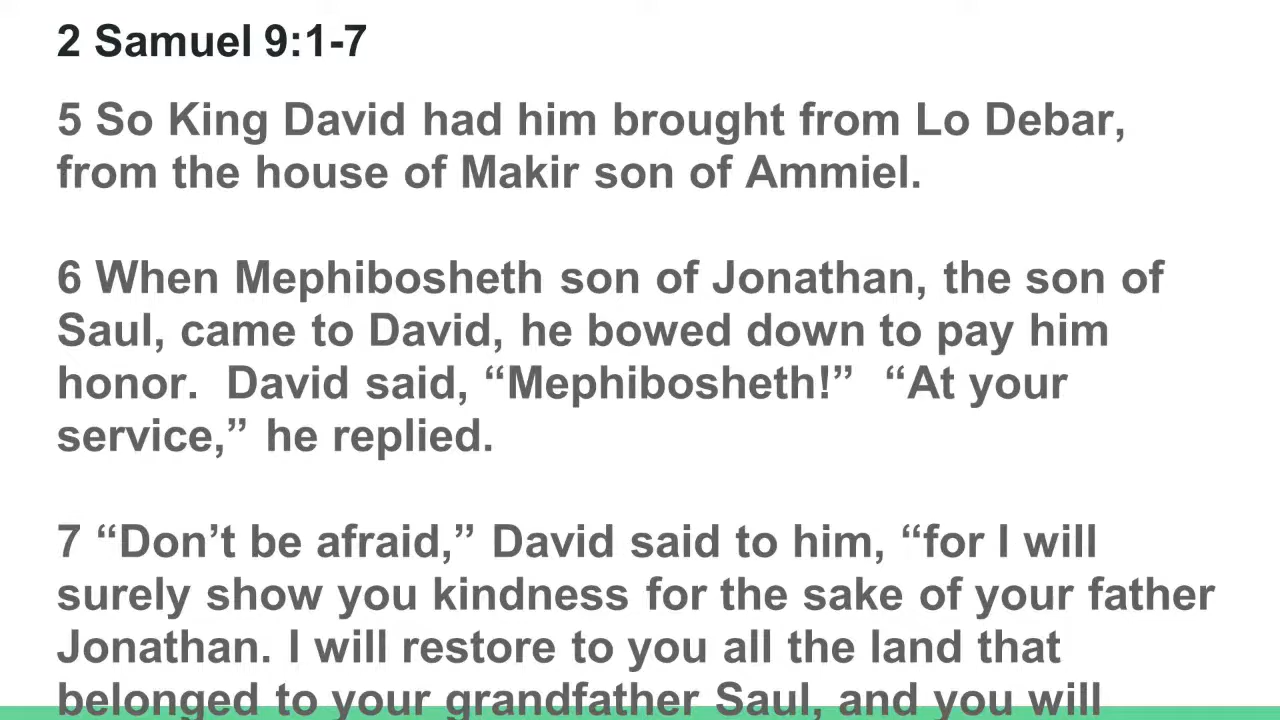 2 Samuel 9:1-7
5 So King David had him brought from Lo Debar,
from the house of Makir son of Ammiel.
6 When Mephibosheth son of Jonathan, the son of
Saul, came to David, he bowed down to pay him
honor.  David said, “Mephibosheth!”  “At your
service,” he replied.
7 “Don’t be afraid,” David said to him, “for I will
surely show you kindness for the sake of your father
Jonathan. I will restore to you all the land that
belonged to your grandfather Saul, and you will